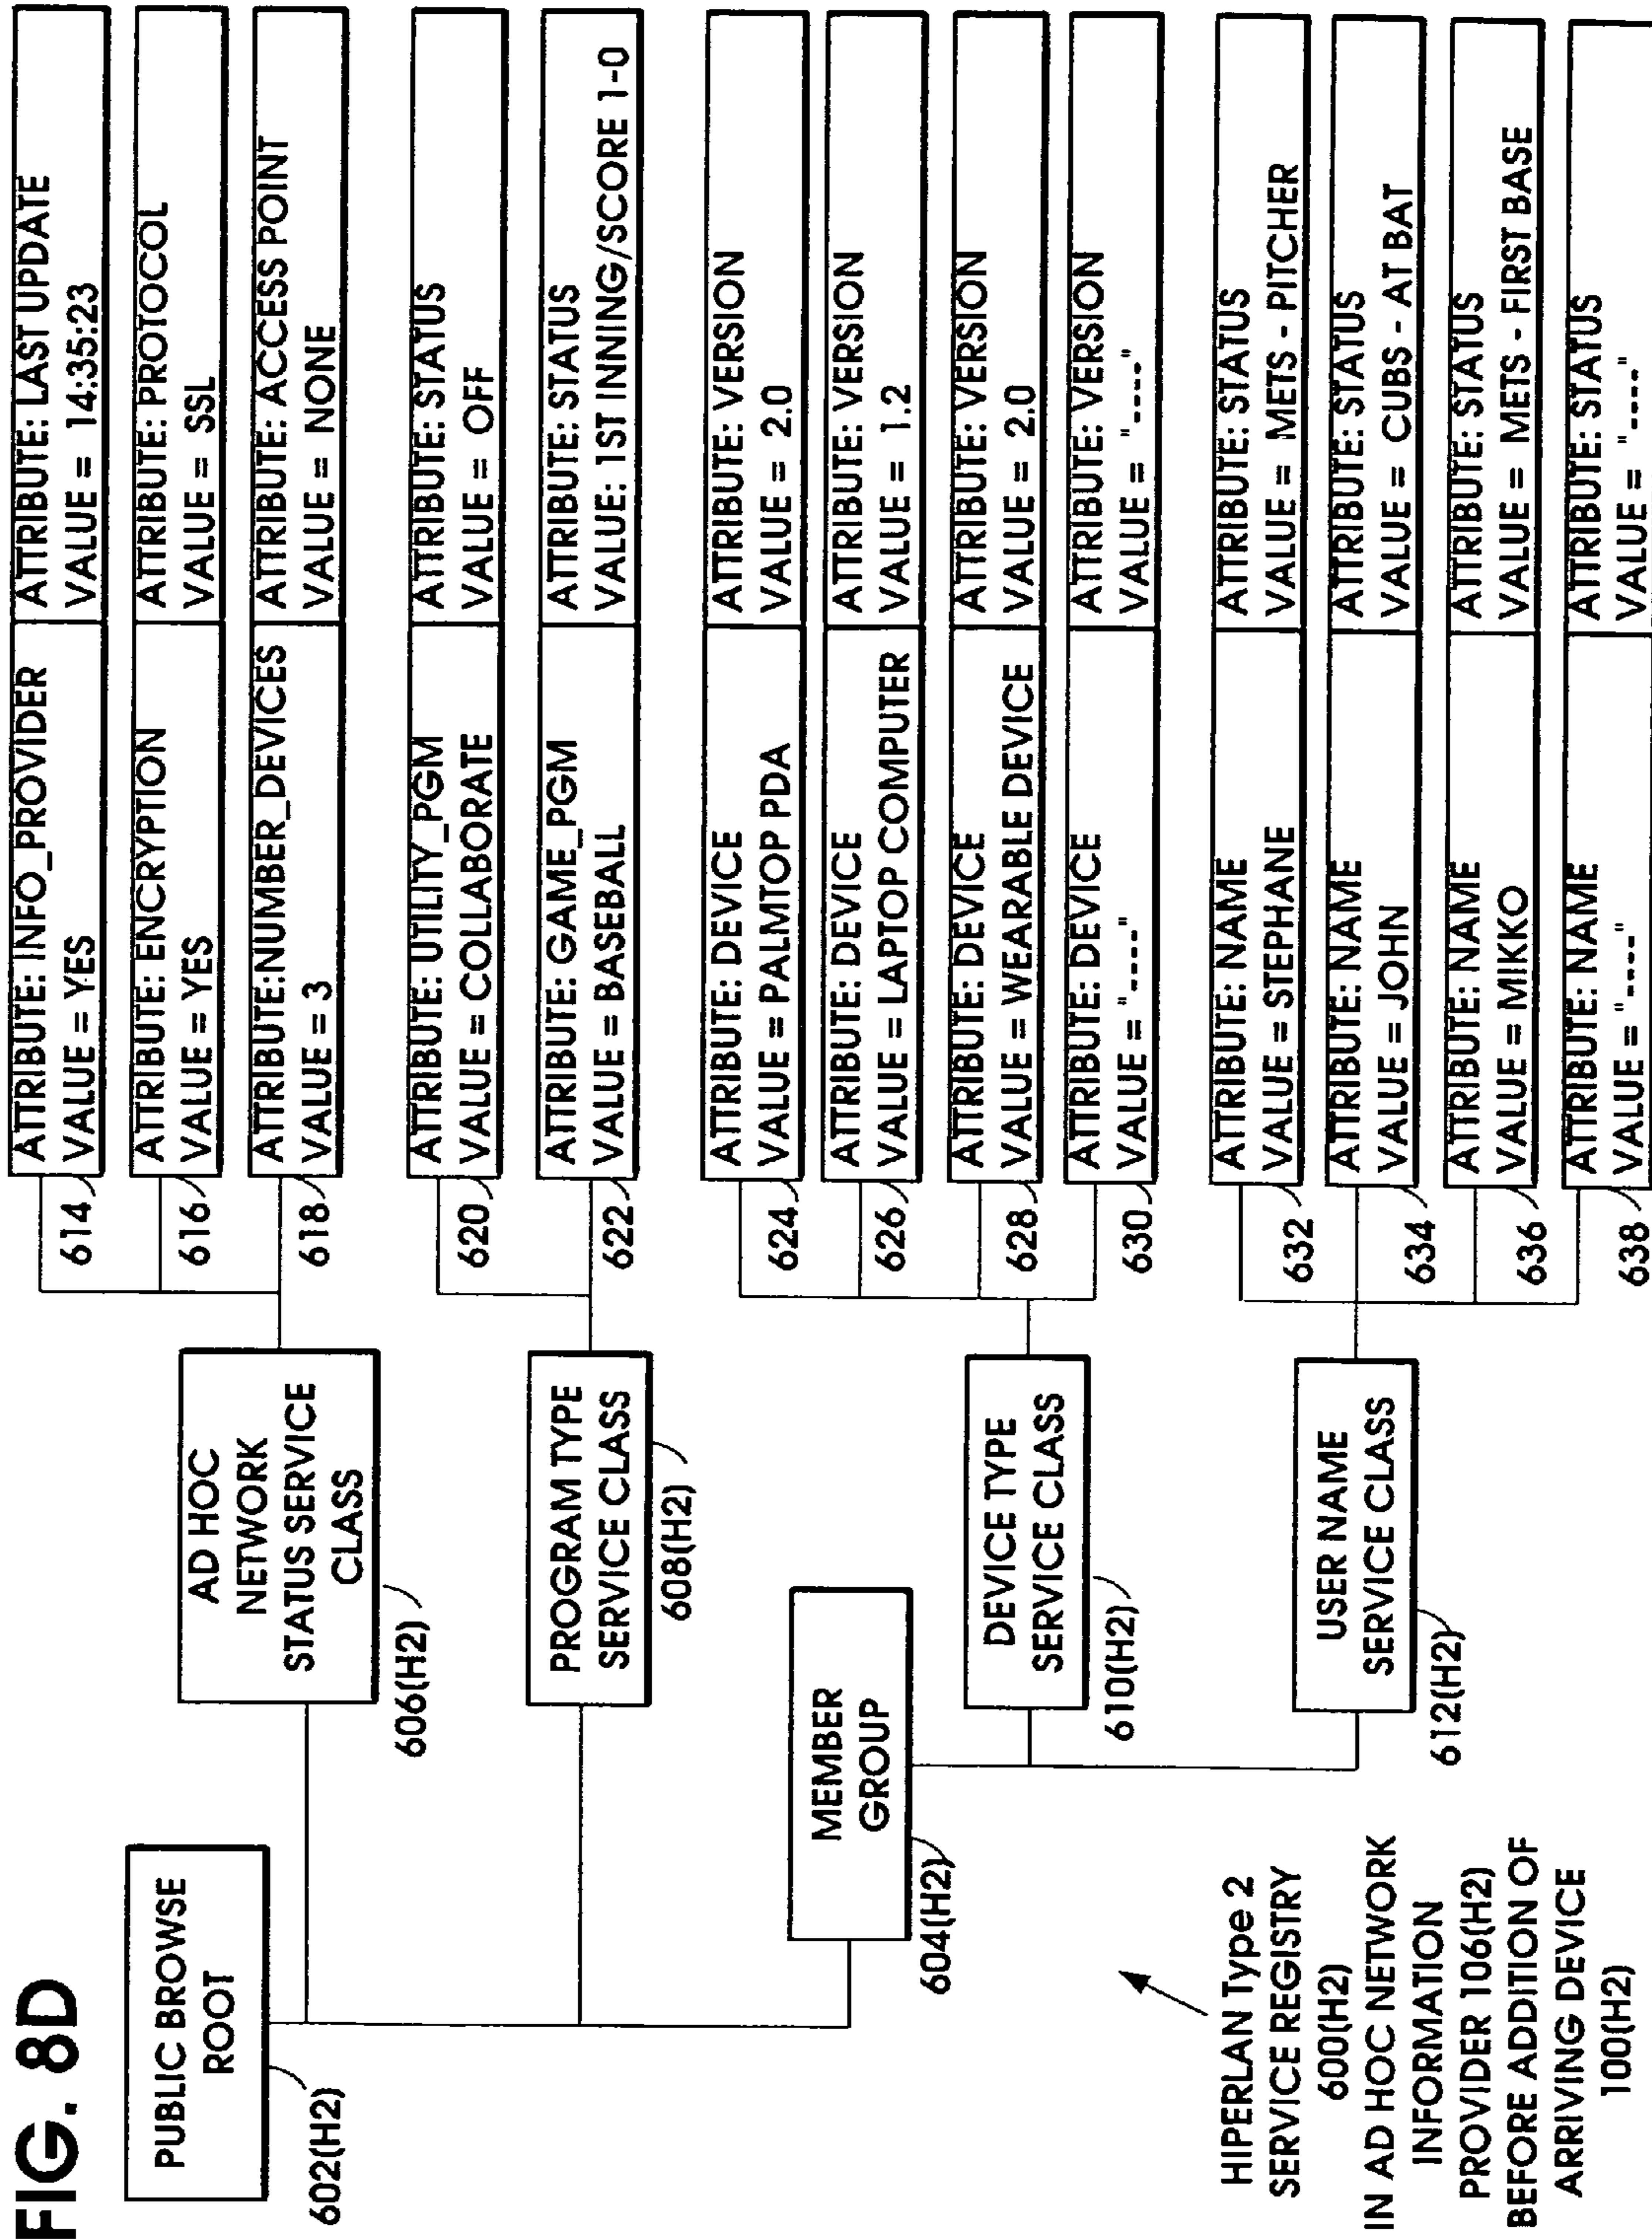 FIG. 8D
PUBLIC BROWSE
ROOT
602(H2)
AD HOC
NETWORK
STATUS SERVICE
CLASS
606(H2)
PROGRAM TYPE
SERVICE CLASS
608(H2)
MEMBER
GROUP
604(H2)
DEVICE TYPE
SERVICE CLASS
610(H2)
USER NAME
SERVICE CLASS
612(H2)
614
ATTRIBUTE: INFO_PROVIDER
VALUE = YES
ATTRIBUTE: LAST UPDATE
VALUE = 14:35:23
616
ATTRIBUTE: ENCRYPTION
VALUE = YES
ATTRIBUTE: PROTOCOL
VALUE = SSL
618
ATTRIBUTE:NUMBER_DEVICES
VALUE = 3
ATTRIBUTE: ACCESS POINT
VALUE = NONE
620
ATTRIBUTE: UTILITY_PGM
VALUE = COLLABORATE
ATTRIBUTE: STATUS
VALUE = OFF
622
ATTRIBUTE: GAME_PGM
VALUE = BASEBALL
ATTRIBUTE: STATUS
VALUE: 1ST INNING/SCORE 1-0
624
ATTRIBUTE: DEVICE
VALUE = PALMTOP PDA
ATTRIBUTE: VERSION
VALUE = 2.0
626
ATTRIBUTE: DEVICE
VALUE = LAPTOP COMPUTER
ATTRIBUTE: VERSION
VALUE = 1.2
628
ATTRIBUTE: DEVICE
VALUE = WEARABLE DEVICE
ATTRIBUTE: VERSION
VALUE = 2.0
630
ATTRIBUTE: DEVICE
VALUE = "----"
ATTRIBUTE: VERSION
VALUE = "----"
632
ATTRIBUTE: NAME
VALUE = STEPHANE
ATTRIBUTE: STATUS
VALUE = METS - PITCHER
634
ATTRIBUTE: NAME
VALUE = JOHN
ATTRIBUTE: STATUS
VALUE = CUBS - AT BAT
636
ATTRIBUTE: NAME
VALUE = MIKKO
ATTRIBUTE: STATUS
VALUE = METS - FIRST BASE
638
ATTRIBUTE: NAME
VALUE = "----"
ATTRIBUTE: STATUS
VALUE = "----"
HIPERLAN Type 2
SERVICE REGISTRY
600(H2)
IN AD HOC NETWORK
INFORMATION
PROVIDER 106(H2)
BEFORE ADDITION OF
ARRIVING DEVICE
100(H2)